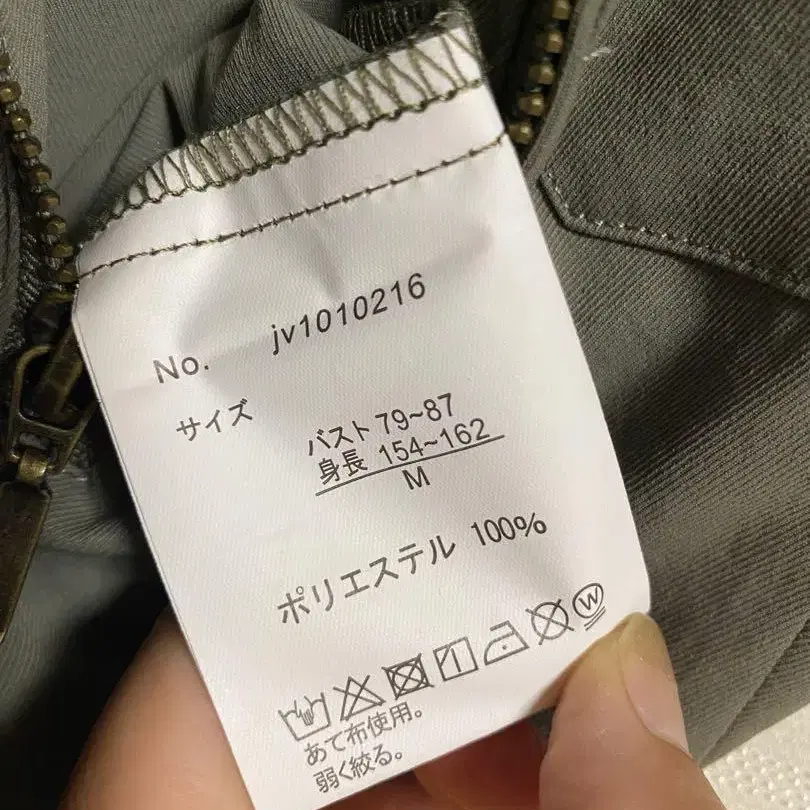 No. jv1010216
サイズ
バスト 79~87
身長 154~162
M
ポリエステル 100%
W
あて布使用。
弱く絞る。